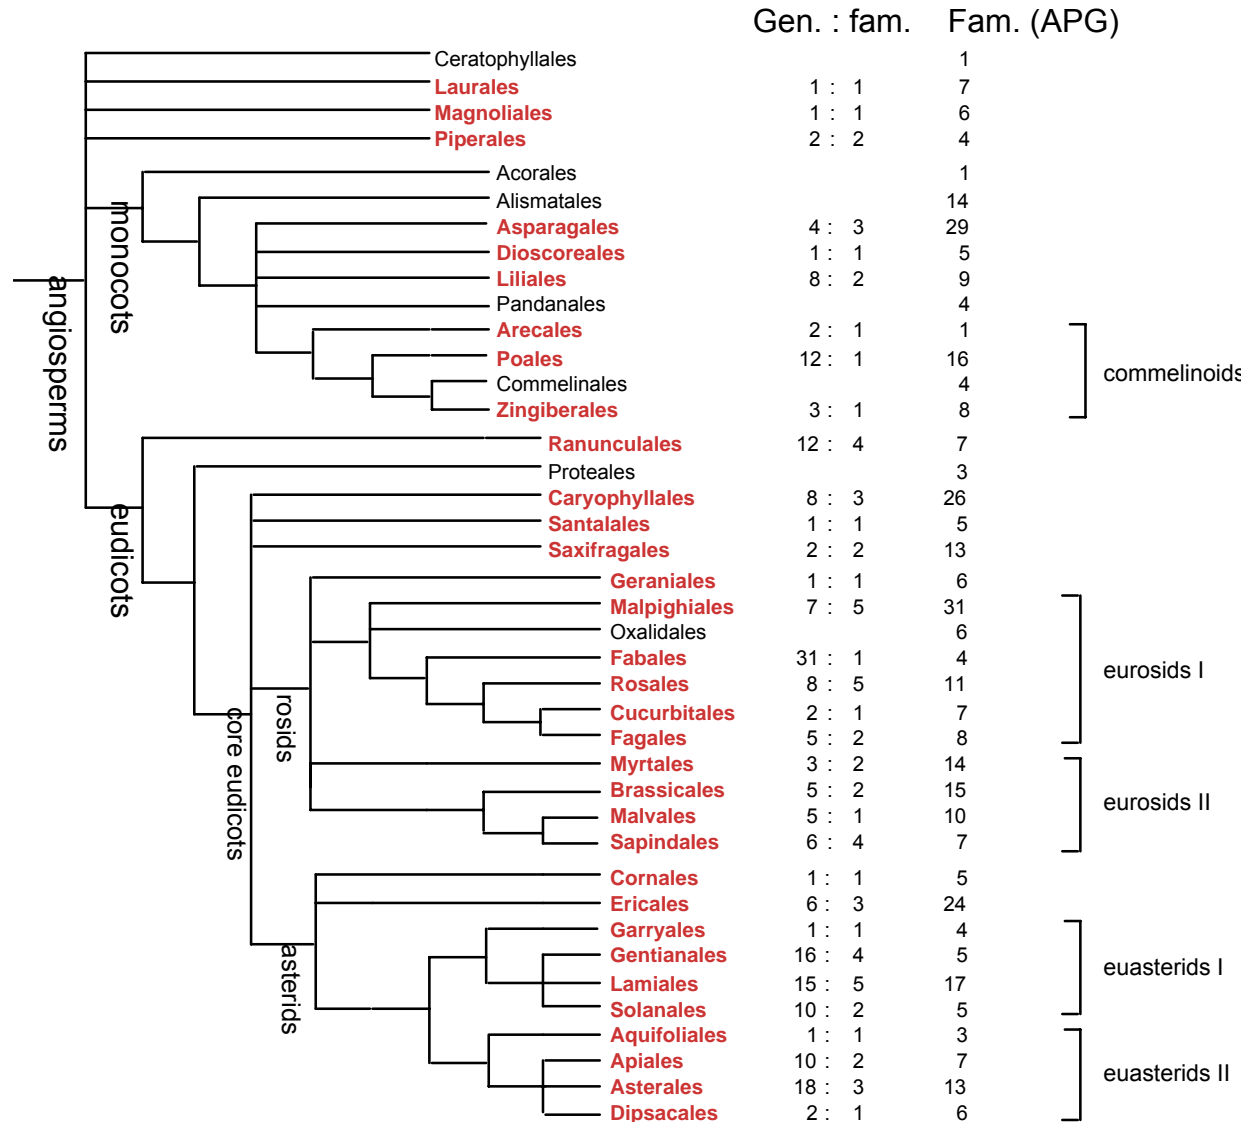 Gen. : fam. Fam. (APG)
Ceratophyllales 1
Laurales 1 : 1 7
Magnoliales 1 : 1 6
Piperales 2 : 2 4
Acorales 1
Alismatales 14
Asparagales 4 : 3 29
Dioscoreales 1 : 1 5
Liliales 8 : 2 9
Pandanales 4
Arecales 2 : 1 1
Poales 12 : 1 16
Commelinales 4
Zingiberales 3 : 1 8
commelinoids
monocots
angiosperms
Ranunculales 12 : 4 7
Proteales 3
Caryophyllales 8 : 3 26
Santalales 1 : 1 5
Saxifragales 2 : 2 13
eudicots
Geraniales 1 : 1 6
Malpighiales 7 : 5 31
Oxalidales 6
Fabales 31 : 1 4
Rosales 8 : 5 11
Cucurbitales 2 : 1 7
Fagales 5 : 2 8
eurosids I
Myrtales 3 : 2 14
Brassicales 5 : 2 15
Malvales 5 : 1 10
Sapindales 6 : 4 7
eurosids II
rosids
core eudicots
Cornales 1 : 1 5
Ericales 6 : 3 24
Garryales 1 : 1 4
Gentianales 16 : 4 5
Lamiales 15 : 5 17
Solanales 10 : 2 5
euasterids I
asterids
Aquifoliales 1 : 1 3
Apiales 10 : 2 7
Asterales 18 : 3 13
Dipsacales 2 : 1 6
euasterids II